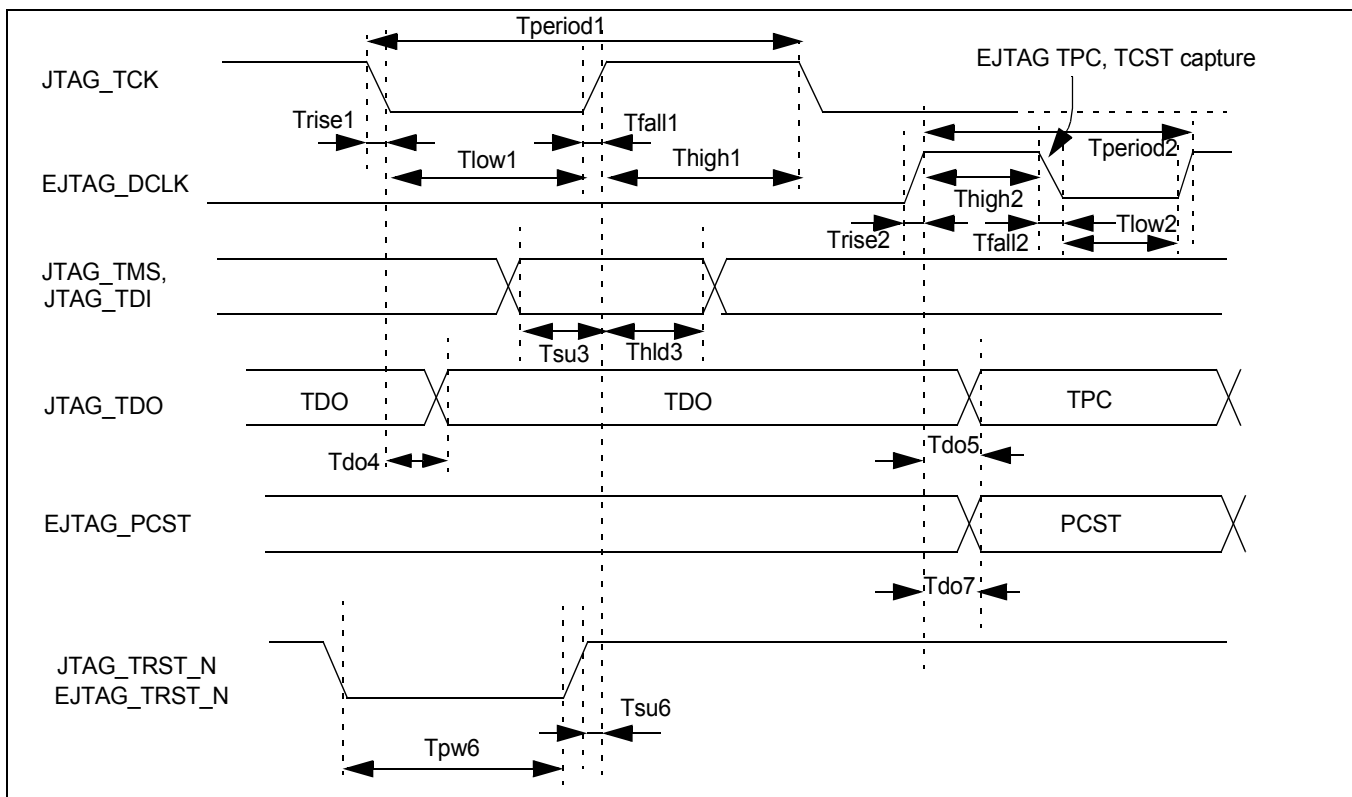 Tperiod1
EJTAG TPC, TCST capture
JTAG_TCK
Trise1
Tfall1
Tperiod2
Tlow1
Thigh1
EJTAG_DCLK
Thigh2
Trise2
Tfall2
Tlow2
JTAG_TMS,
JTAG_TDI
Tsu3
Thld3
JTAG_TDO
TDO
TDO
TPC
Tdo4
Tdo5
EJTAG_PCST
PCST
Tdo7
JTAG_TRST_N
EJTAG_TRST_N
Tsu6
Tpw6